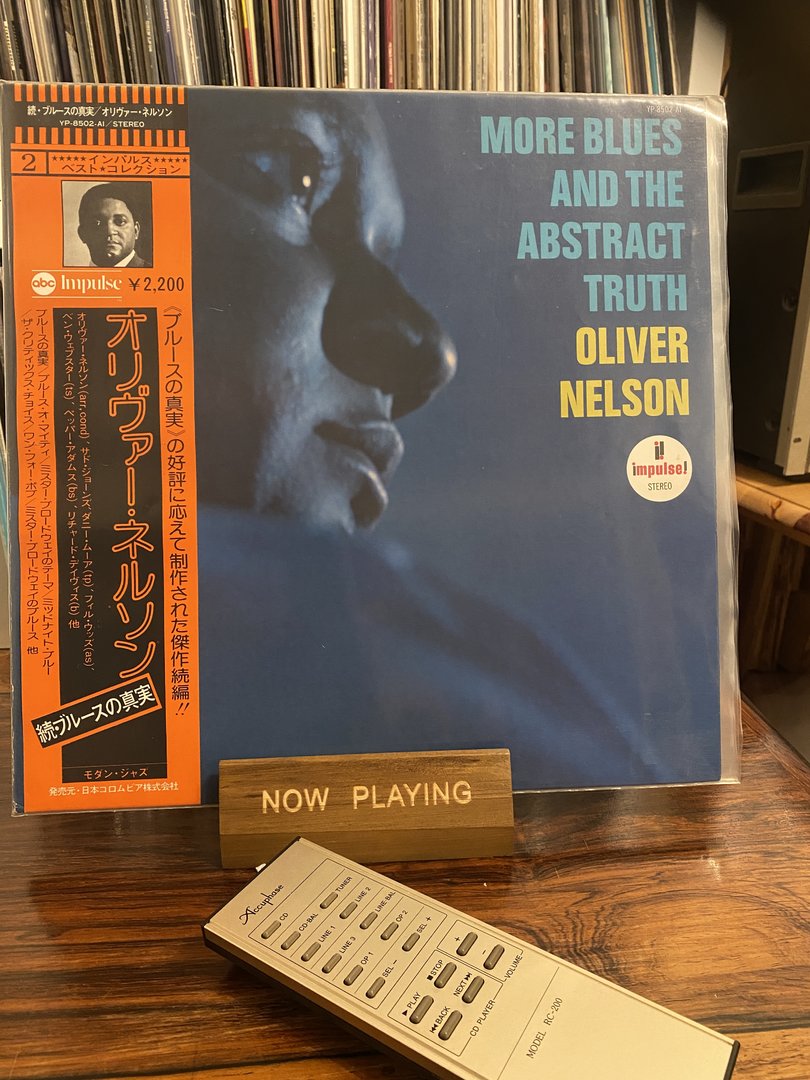 続・ブルースの真実/オリヴァー・ネルソン
YP-8502-AI/STEREO
2
★★★★★インパルス★★★★★
ベスト★コレクション
abc Impulse ¥2,200
《ブルースの真実》の好評に応えて制作された傑作続編!!
オリヴァー・ネルソン
オリヴァー・ネルソン(arr, cond)、サド・ジョーンズ、ダニー・ムーア(tp)、フィル・ウッズ(as)、
ベン・ウェブスター(ts)、ペッパー・アダムス(bs)、リチャード・デイヴィス(b) 他
ブルースの真実/ブルース・オ・マイティ/ミスター・ブロードウェイのテーマ/ミッドナイト・ブルー
/ザ・クリティックス・チョイス/ワン・フォー・ボブ/ミスター・ブロードウェイのブルース 他
続・ブルースの真実
モダン・ジャズ
発売元・日本コロムビア株式会社
YP-8502-AI
MORE BLUES
AND THE
ABSTRACT
TRUTH
OLIVER
NELSON
i!
impulse!
STEREO
NOW PLAYING
Accuphase
CD
CD-BAL
TUNER
LINE 1
LINE 2
LINE 3
LINE-BAL
OP 1
OP 2
SEL −
SEL +
+
−
-VOLUME-
▶ PLAY
■ STOP
⏮ BACK
NEXT ⏭
CD PLAYER
MODEL RC-200